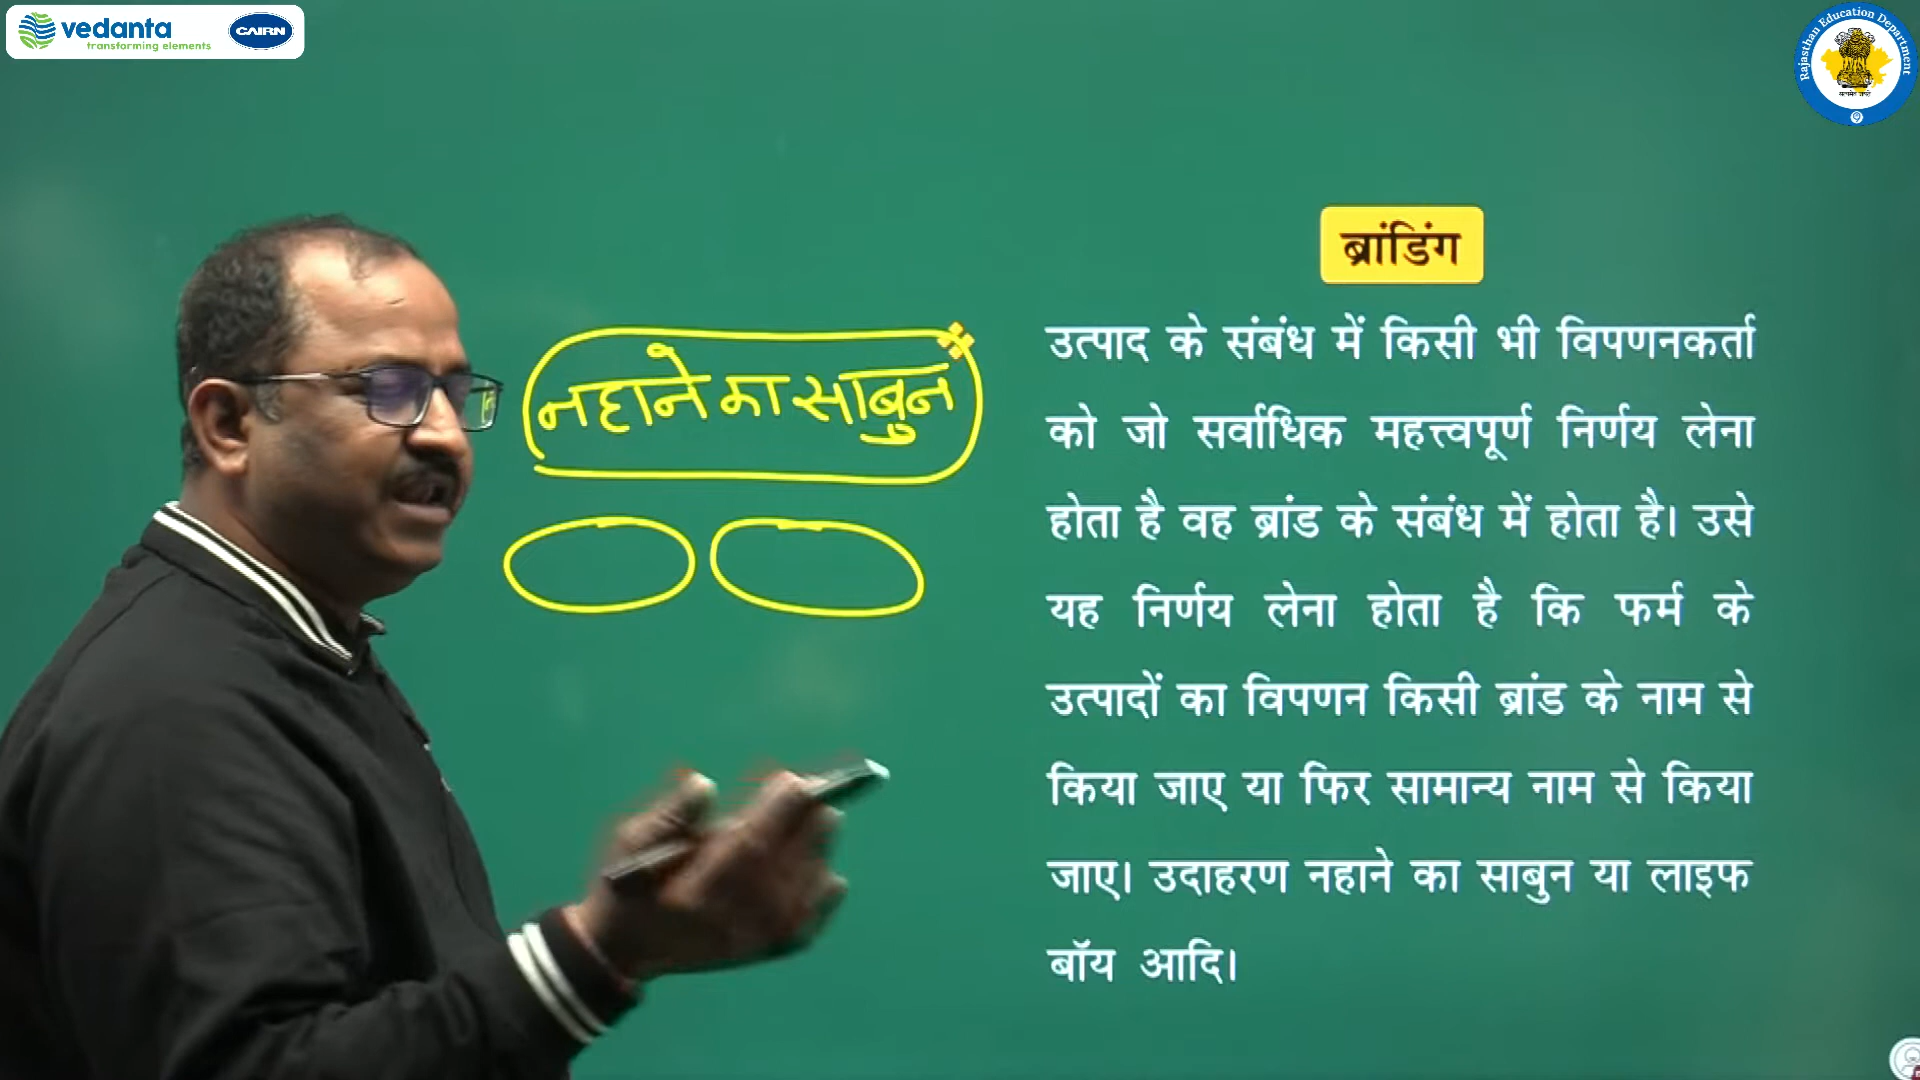 vedanta
transforming elements
CAIRN
Rajasthan Education Department
ब्रांडिंग
नहाने का साबुन
उत्पाद के संबंध में किसी भी विपणनकर्ता
को जो सर्वाधिक महत्त्वपूर्ण निर्णय लेना
होता है वह ब्रांड के संबंध में होता है। उसे
यह निर्णय लेना होता है कि फर्म के
उत्पादों का विपणन किसी ब्रांड के नाम से
किया जाए या फिर सामान्य नाम से किया
जाए। उदाहरण नहाने का साबुन या लाइफ
बॉय आदि।